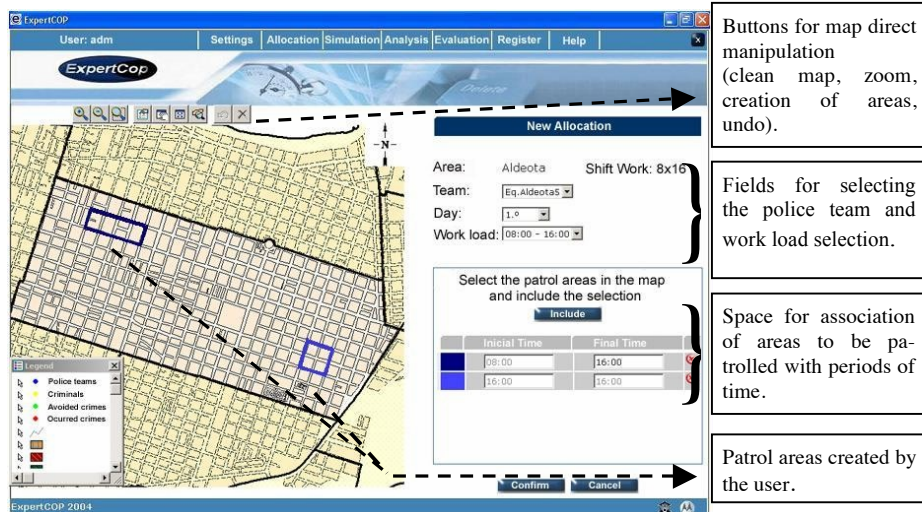 ExpertCOP
User: adm
Settings
Allocation
Simulation
Analysis
Evaluation
Register
Help
ExpertCop
Delete
-N-
New Allocation
Area: Aldeota Shift Work: 8x16
Team: Eq.AldeotaS
Day: 1.º
Work load: 08:00 - 16:00
Select the patrol areas in the map
and include the selection
Include
Inicial Time Final Time
08:00 16:00
16:00 16:00
Legend
Police teams
Criminals
Avoided crimes
Ocurred crimes
Confirm Cancel
ExpertCOP 2004
Buttons for map direct
manipulation
(clean map, zoom,
creation of areas,
undo).
Fields for selecting
the police team and
work load selection.
Space for association
of areas to be pa-
trolled with periods of
time.
Patrol areas created by
the user.